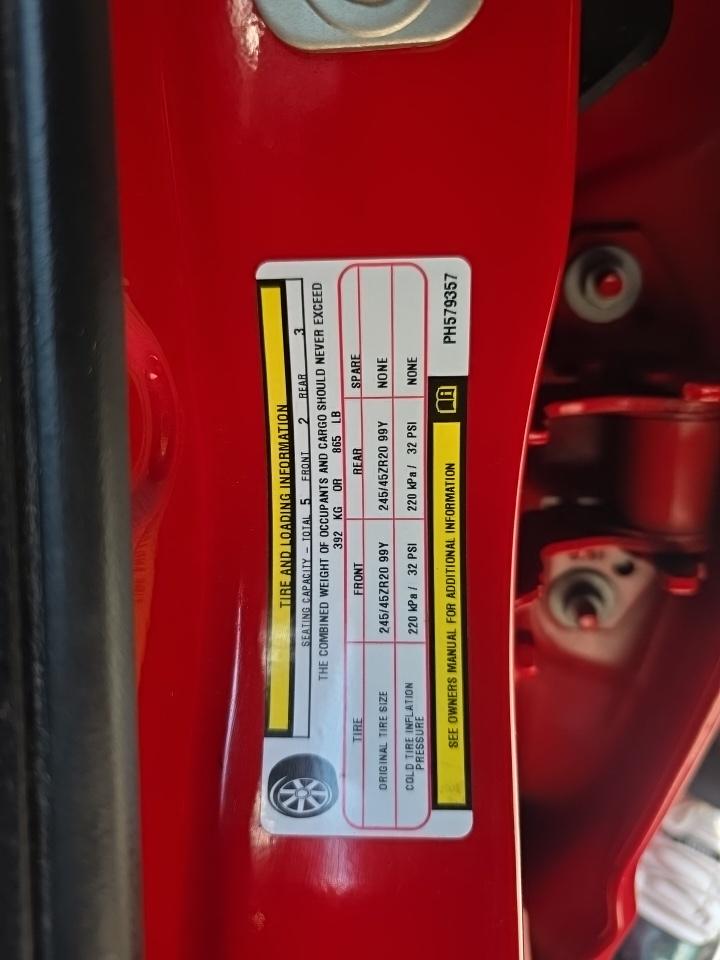 TIRE AND LOADING INFORMATION
SEATING CAPACITY – TOTAL 5 FRONT 2 REAR 3
THE COMBINED WEIGHT OF OCCUPANTS AND CARGO SHOULD NEVER EXCEED
392 KG OR 865 LB
TIRE FRONT REAR SPARE
ORIGINAL TIRE SIZE 245/45ZR20 99Y 245/45ZR20 99Y NONE
COLD TIRE INFLATION PRESSURE 220 kPa / 32 PSI 220 kPa / 32 PSI NONE
SEE OWNERS MANUAL FOR ADDITIONAL INFORMATION
PH579357